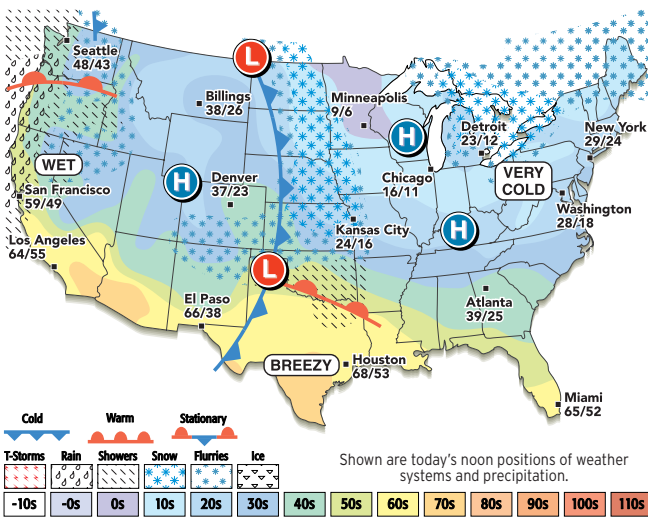 L
Seattle
48/43
Billings
38/26
Minneapolis
9/6
H
Detroit
23/12
New York
29/24
WET
H
Denver
37/23
Chicago
16/11
VERY
COLD
San Francisco
59/49
Washington
28/18
Kansas City
24/16
H
Los Angeles
64/55
L
El Paso
66/38
Atlanta
39/25
BREEZY
Houston
68/53
Miami
65/52
Cold
Warm
Stationary
T-Storms
Rain
Showers
Snow
Flurries
Ice
Shown are today's noon positions of weather
systems and precipitation.
-10s
-0s
0s
10s
20s
30s
40s
50s
60s
70s
80s
90s
100s
110s